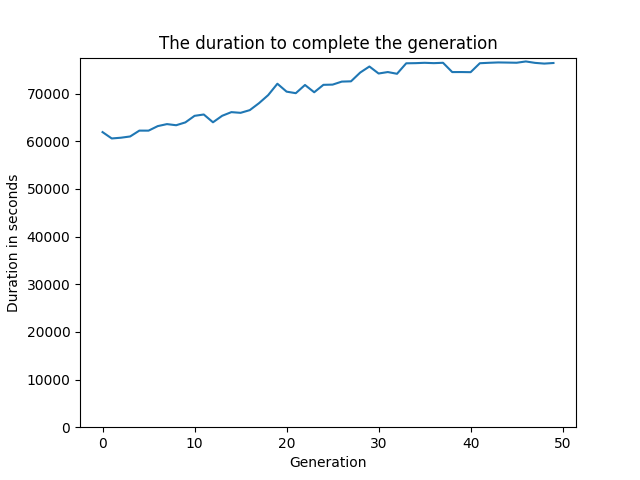 The duration to complete the generation
Duration in seconds
70000
60000
50000
40000
30000
20000
10000
0
0 10 20 30 40 50
Generation